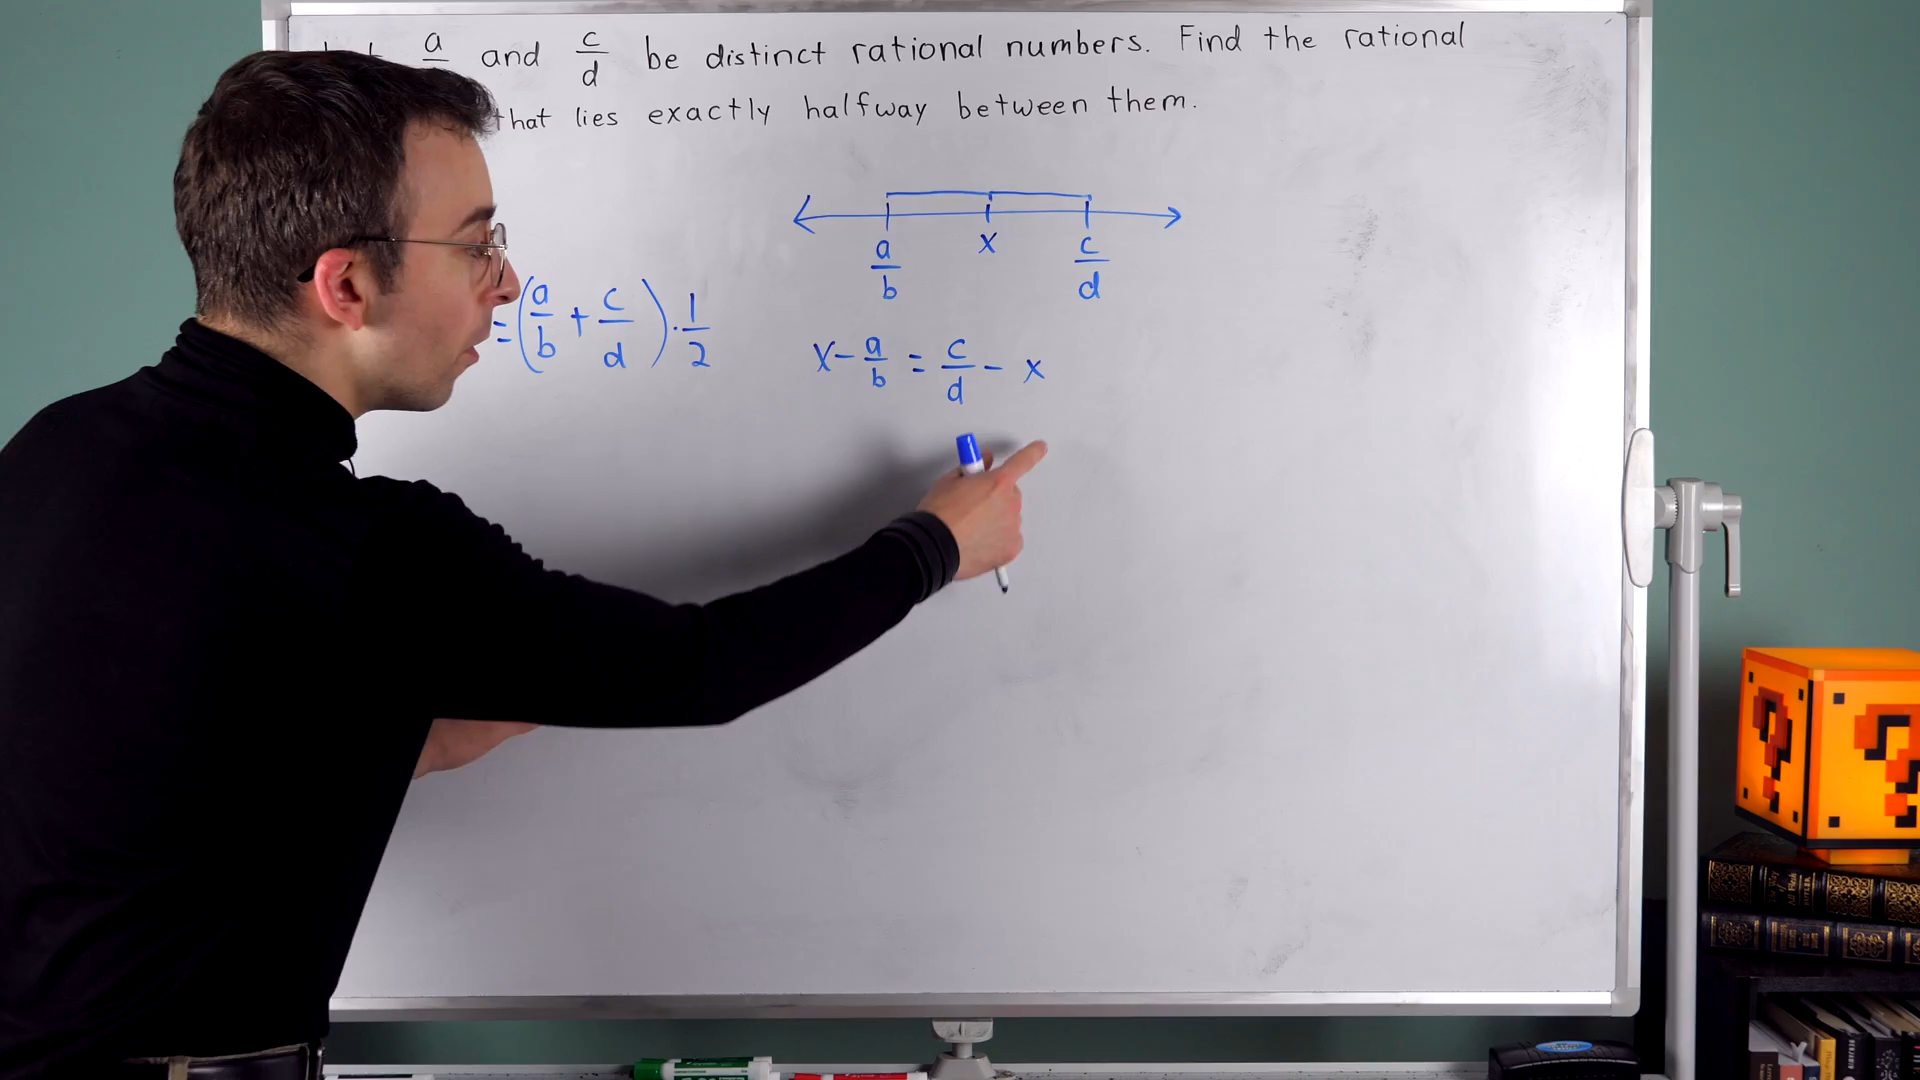 a and c/d be distinct rational numbers. Find the rational
that lies exactly halfway between them.
a/b x c/d
= (a/b + c/d) · 1/2
x - a/b = c/d - x
? ?